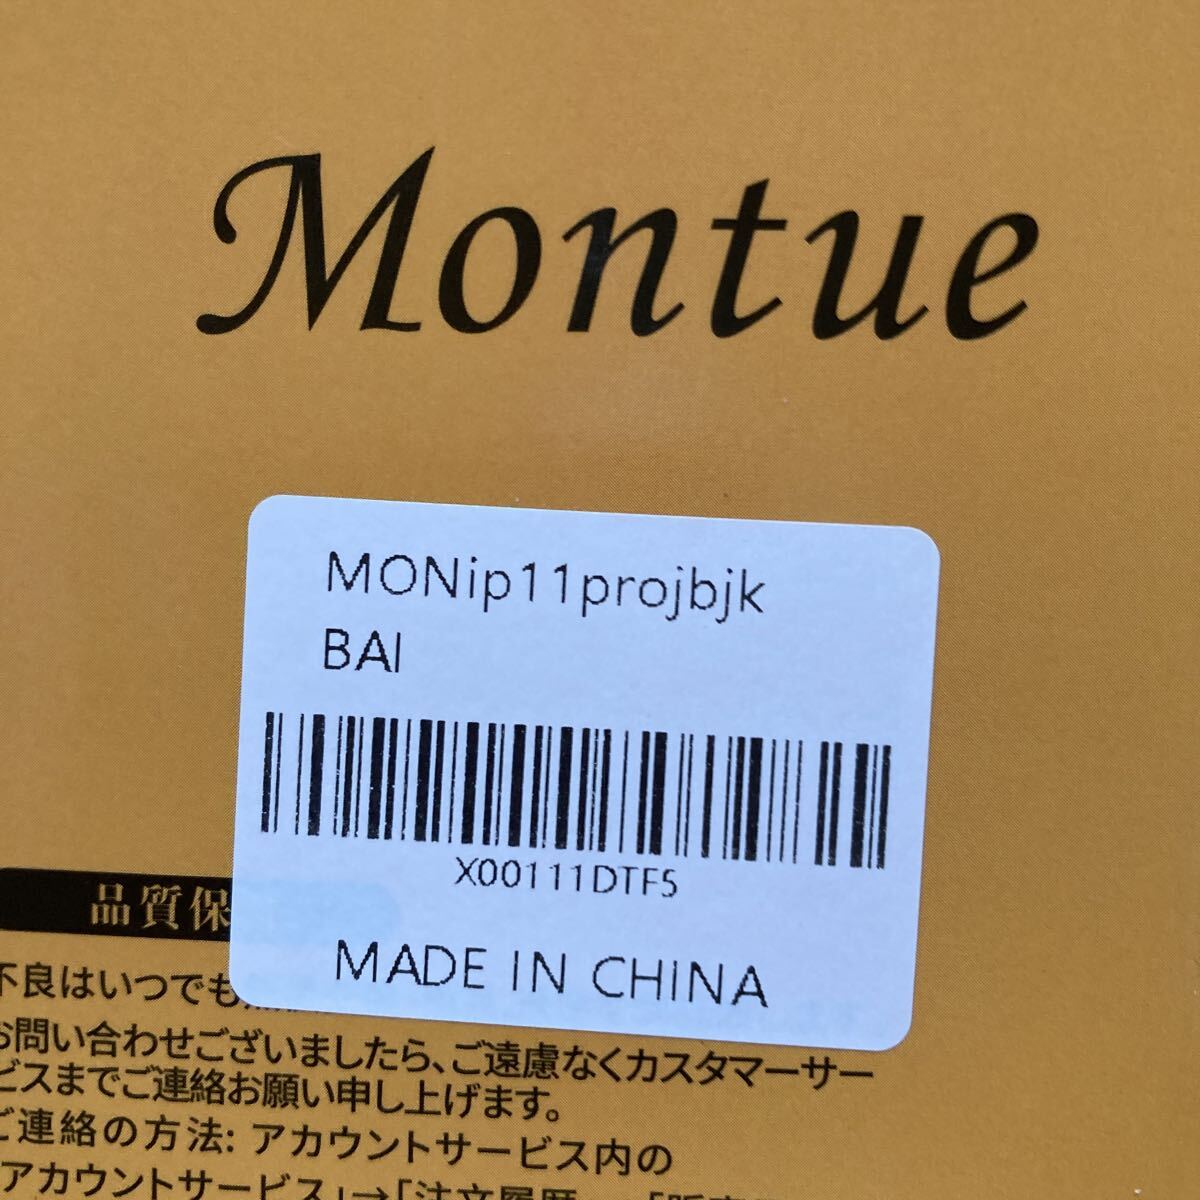 Montue
MONip11projbjk
BAI
X00111DTF5
MADE IN CHINA
品質保
不良はいつでも
お問い合わせございましたら、ご遠慮なくカスタマーサー
ビスまでご連絡お願い申し上げます。
ご連絡の方法: アカウントサービス内の
「アカウントサービス」→「注文履歴